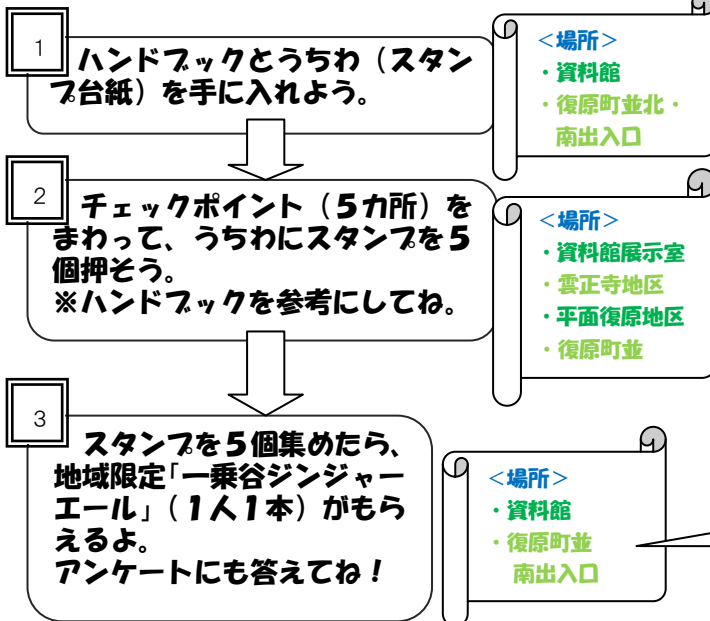 1
ハンドブックとうちわ（スタン
プ台紙）を手に入れよう。
＜場所＞
・資料館
・復原町並北・
南出入口
2
チェックポイント（５カ所）を
まわって、うちわにスタンプを５
個押そう。
※ハンドブックを参考にしてね。
＜場所＞
・資料館展示室
・雲正寺地区
・平面復原地区
・復原町並
3
スタンプを５個集めたら、
地域限定「一乗谷ジンジャー
エール」（１人１本）がもら
えるよ。
アンケートにも答えてね！
＜場所＞
・資料館
・復原町並
南出入口